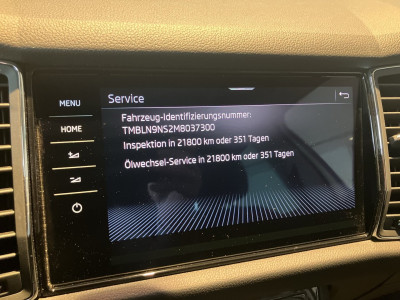 Service
MENU
HOME
Fahrzeug-Identifizierungsnummer:
TMBLN9NS2M8037300
Inspektion in 21800 km oder 351 Tagen
Ölwechsel-Service in 21800 km oder 351 Tagen